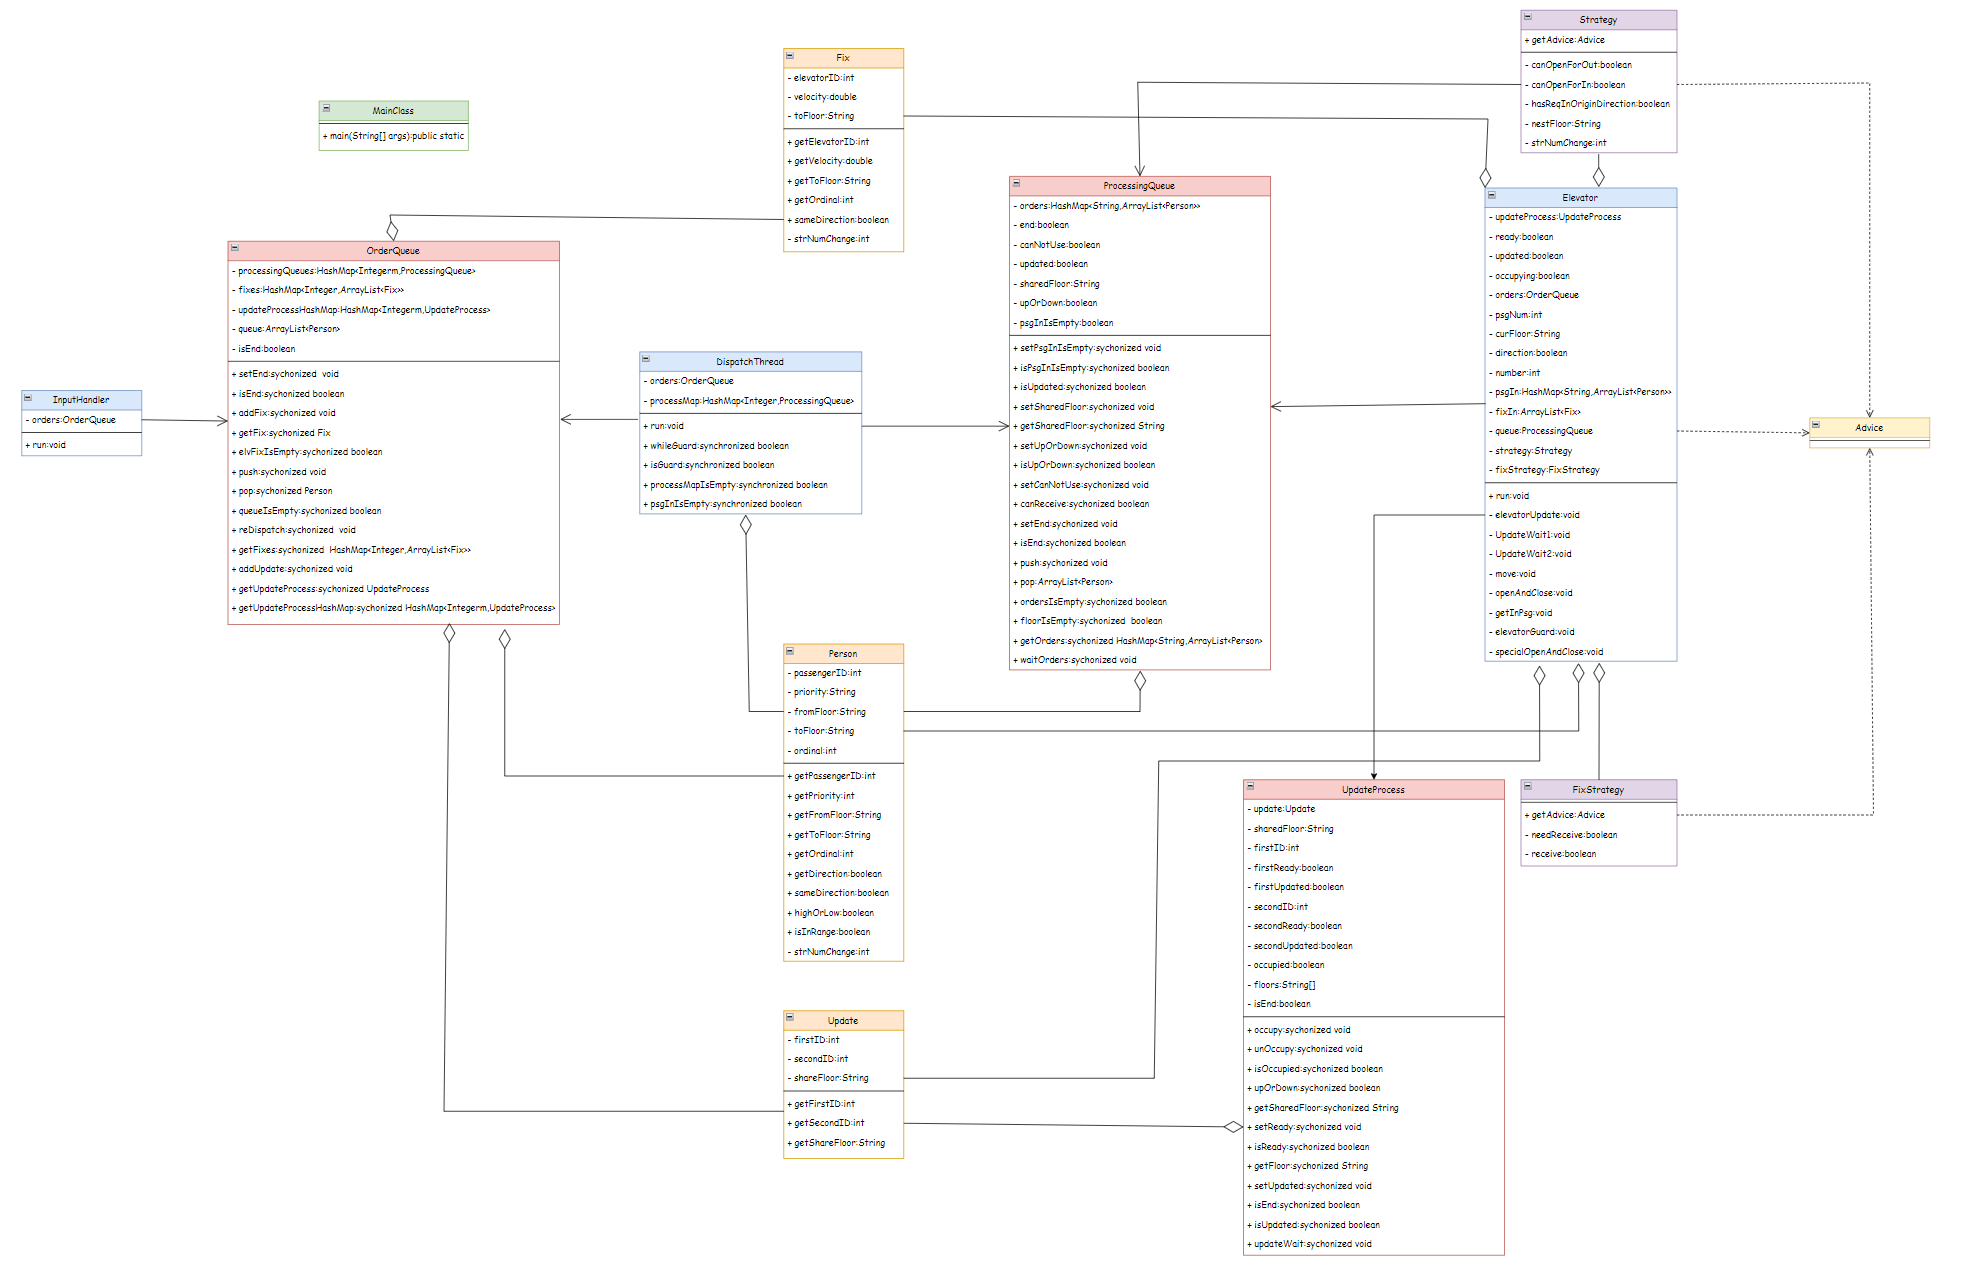 MainClass
+ main(String[] args):public static
InputHandler
- orders:OrderQueue
+ run:void
OrderQueue
- processingQueues:HashMap<Integerm,ProcessingQueue>
- fixes:HashMap<Integer,ArrayList<Fix>>
- updateProcessHashMap:HashMap<Integerm,UpdateProcess>
- queue:ArrayList<Person>
- isEnd:boolean
+ setEnd:sychonized  void
+ isEnd:sychonized boolean
+ addFix:sychonized void
+ getFix:sychonized Fix
+ elvFixIsEmpty:sychonized boolean
+ push:sychonized void
+ pop:sychonized Person
+ queueIsEmpty:sychonized boolean
+ reDispatch:sychonized  void
+ getFixes:sychonized  HashMap<Integer,ArrayList<Fix>>
+ addUpdate:sychonized void
+ getUpdateProcess:sychonized UpdateProcess
+ getUpdateProcessHashMap:sychonized HashMap<Integerm,UpdateProcess>
Fix
- elevatorID:int
- velocity:double
- toFloor:String
+ getElevatorID:int
+ getVelocity:double
+ getToFloor:String
+ getOrdinal:int
+ sameDirection:boolean
- strNumChange:int
DispatchThread
- orders:OrderQueue
- processMap:HashMap<Integer,ProcessingQueue>
+ run:void
+ whileGuard:synchronized boolean
+ isGuard:synchronized boolean
+ processMapIsEmpty:synchronized boolean
+ psgInIsEmpty:synchronized boolean
Person
- passengerID:int
- priority:String
- fromFloor:String
- toFloor:String
- ordinal:int
+ getPassengerID:int
+ getPriority:int
+ getFromFloor:String
+ getToFloor:String
+ getOrdinal:int
+ getDirection:boolean
+ sameDirection:boolean
+ highOrLow:boolean
+ isInRange:boolean
- strNumChange:int
Update
- firstID:int
- secondID:int
- shareFloor:String
+ getFirstID:int
+ getSecondID:int
+ getShareFloor:String
ProcessingQueue
- orders:HashMap<String,ArrayList<Person>>
- end:boolean
- canNotUse:boolean
- updated:boolean
- sharedFloor:String
- upOrDown:boolean
- psgInIsEmpty:boolean
+ setPsgInIsEmpty:sychonized void
+ isPsgInIsEmpty:sychonized boolean
+ isUpdated:sychonized boolean
+ setSharedFloor:sychonized void
+ getSharedFloor:sychonized String
+ setUpOrDown:sychonized void
+ isUpOrDown:sychonized boolean
+ setCanNotUse:sychonized void
+ canReceive:sychonized boolean
+ setEnd:sychonized void
+ isEnd:sychonized boolean
+ push:sychonized void
+ pop:ArrayList<Person>
+ ordersIsEmpty:sychonized boolean
+ floorIsEmpty:sychonized  boolean
+ getOrders:sychonized HashMap<String,ArrayList<Person>
+ waitOrders:sychonized void
Strategy
+ getAdvice:Advice
- canOpenForOut:boolean
- canOpenForIn:boolean
- hasReqInOriginDirection:boolean
- nestFloor:String
- strNumChange:int
Elevator
- updateProcess:UpdateProcess
- ready:boolean
- updated:boolean
- occupying:boolean
- orders:OrderQueue
- psgNum:int
- curFloor:String
- direction:boolean
- number:int
- psgIn:HashMap<String,ArrayList<Person>>
- fixIn:ArrayList<Fix>
- queue:ProcessingQueue
- strategy:Strategy
- fixStrategy:FixStrategy
+ run:void
- elevatorUpdate:void
- UpdateWait1:void
- UpdateWait2:void
- move:void
- openAndClose:void
- getInPsg:void
- elevatorGuard:void
- specialOpenAndClose:void
Advice
UpdateProcess
- update:Update
- sharedFloor:String
- firstID:int
- firstReady:boolean
- firstUpdated:boolean
- secondID:int
- secondReady:boolean
- secondUpdated:boolean
- occupied:boolean
- floors:String[]
- isEnd:boolean
+ occupy:sychonized void
+ unOccupy:sychonized void
+ isOccupied:sychonized boolean
+ upOrDown:sychonized boolean
+ getSharedFloor:sychonized String
+ setReady:sychonized void
+ isReady:sychonized boolean
+ getFloor:sychonized String
+ setUpdated:sychonized void
+ isEnd:sychonized boolean
+ isUpdated:sychonized boolean
+ updateWait:sychonized void
FixStrategy
+ getAdvice:Advice
- needReceive:boolean
- receive:boolean